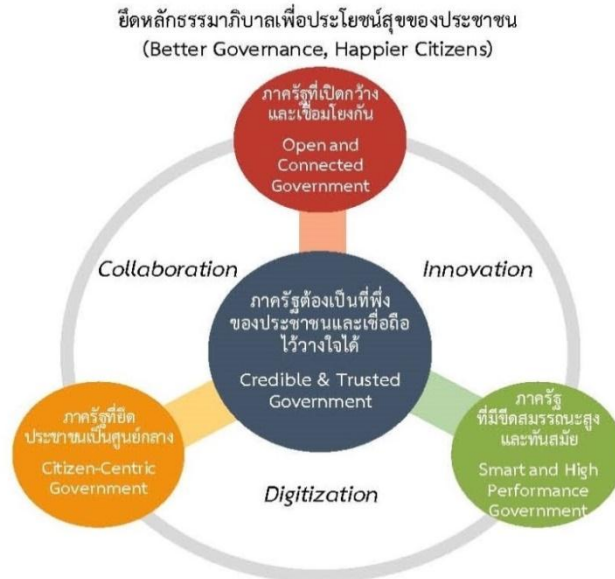 ยึดหลักธรรมาภิบาลเพื่อประโยชน์สุขของประชาชน
(Better Governance, Happier Citizens)
ภาครัฐที่เปิดกว้าง
และเชื่อมโยงกัน
Open and
Connected
Government
Collaboration
Innovation
ภาครัฐต้องเป็นที่พึ่ง
ของประชาชนและเชื่อถือ
ไว้วางใจได้
Credible & Trusted
Government
ภาครัฐที่ยึด
ประชาชนเป็นศูนย์กลาง
Citizen-Centric
Government
ภาครัฐ
ที่มีขีดสมรรถนะสูง
และทันสมัย
Smart and High
Performance
Government
Digitization